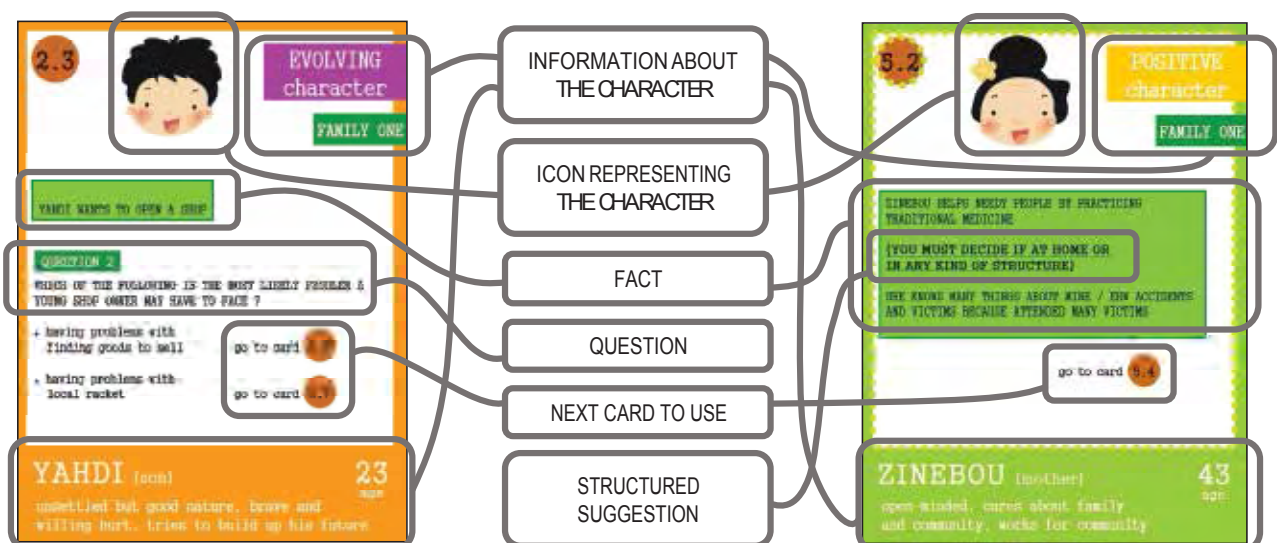 2.3
EVOLVING
character
FAMILY ONE
YAHDI WANTS TO OPEN A SHOP
QUESTION 2
WHICH OF THE FOLLOWING IS THE MOST LIKELY PROBLEM A
YOUNG SHOP OWNER MAY HAVE TO FACE ?
having problems with
finding goods to sell
go to card
having problems with
local racket
go to card
YAHDI [son]
23
age
unsettled but good nature, brave and
willing hurt, tries to build up his future
INFORMATION ABOUT
THE CHARACTER
ICON REPRESENTING
THE CHARACTER
FACT
QUESTION
NEXT CARD TO USE
STRUCTURED
SUGGESTION
5.2
POSITIVE
character
FAMILY ONE
ZINEBOU HELPS NEEDY PEOPLE BY PRACTICING
TRADITIONAL MEDICINE
(YOU MUST DECIDE IF AT HOME OR
IN ANY KIND OF STRUCTURE)
SHE KNOWS MANY THINGS ABOUT MINE / ERW ACCIDENTS
AND VICTIMS BECAUSE ATTENDED MANY VICTIMS
go to card 5.4
ZINEBOU [mother]
43
age
open-minded, cares about family
and community, works for community